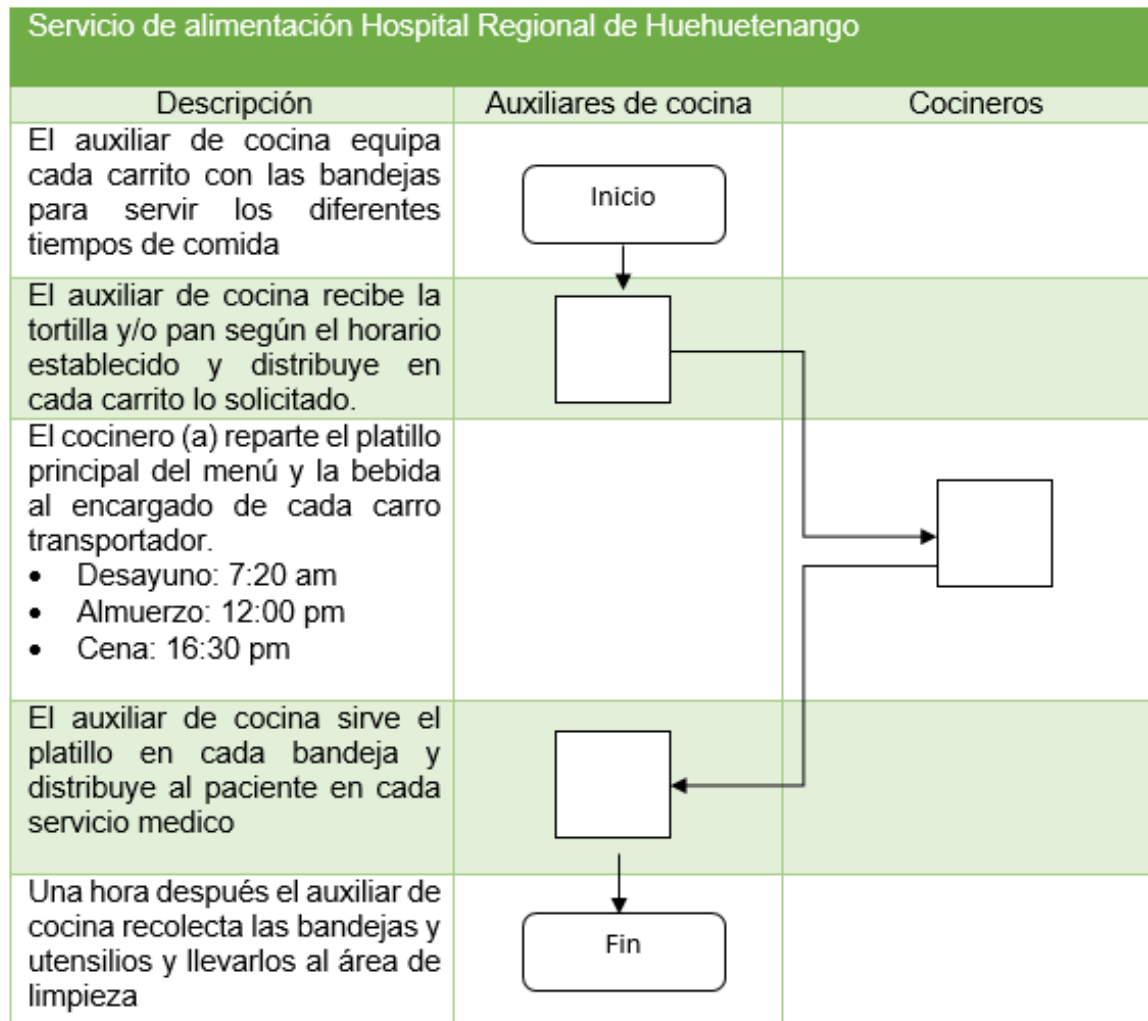 Servicio de alimentación Hospital Regional de Huehuetenango
Descripción
Auxiliares de cocina
Cocineros
El auxiliar de cocina equipa
cada carrito con las bandejas
para servir los diferentes
tiempos de comida
Inicio
El auxiliar de cocina recibe la
tortilla y/o pan según el horario
establecido y distribuye en
cada carrito lo solicitado.
El cocinero (a) reparte el platillo
principal del menú y la bebida
al encargado de cada carro
transportador.
• Desayuno: 7:20 am
• Almuerzo: 12:00 pm
• Cena: 16:30 pm
El auxiliar de cocina sirve el
platillo en cada bandeja y
distribuye al paciente en cada
servicio medico
Una hora después el auxiliar de
cocina recolecta las bandejas y
utensilios y llevarlos al área de
limpieza
Fin